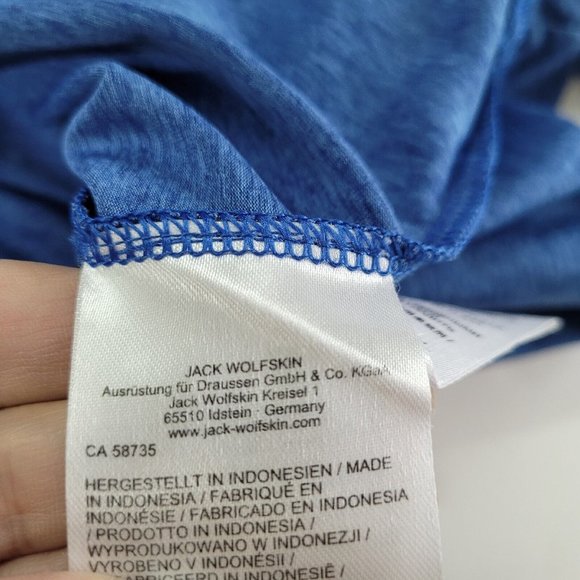 JACK WOLFSKIN
Ausrüstung für Draussen GmbH & Co. KGaA
Jack Wolfskin Kreisel 1
65510 Idstein - Germany
www.jack-wolfskin.com
CA 58735
HERGESTELLT IN INDONESIEN / MADE
IN INDONESIA / FABRIQUÉ EN
INDONÉSIE / FABRICADO EN INDONESIA
/ PRODOTTO IN INDONESIA /
WYPRODUKOWANO W INDONEZJI /
VYROBENO V INDONÉSII /
IN INDONESIË /